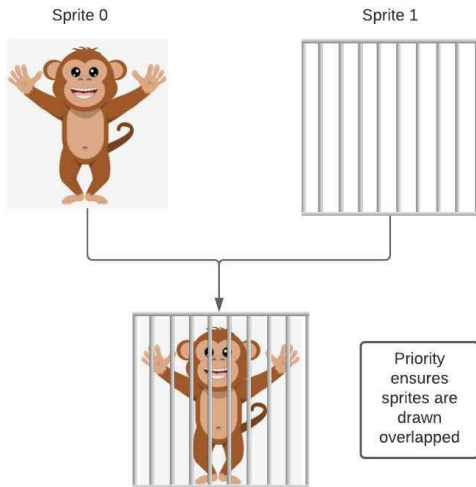 Sprite 0
Sprite 1
Priority
ensures
sprites are
drawn
overlapped